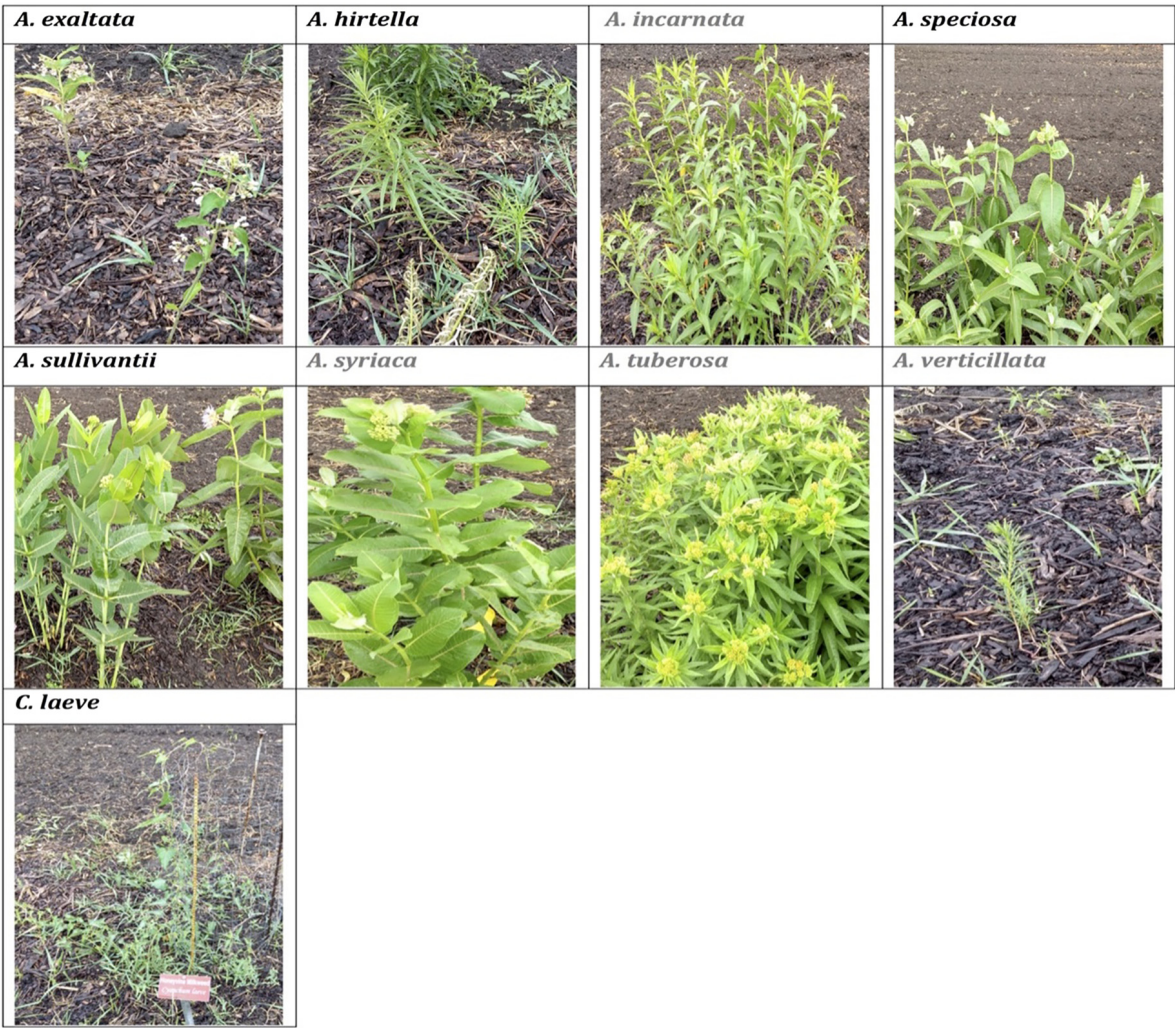 A. exaltata
A. hirtella
A. incarnata
A. speciosa
A. sullivantii
A. syriaca
A. tuberosa
A. verticillata
C. laeve